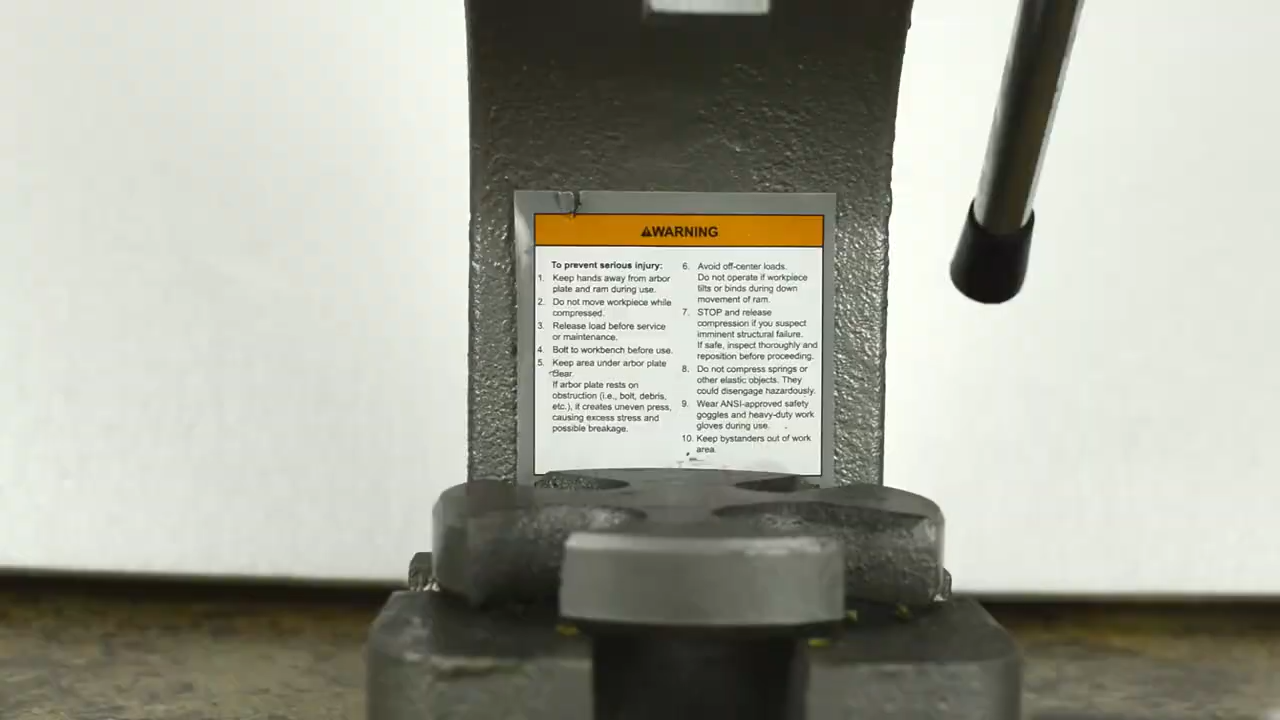 ⚠WARNING
To prevent serious injury:
1. Keep hands away from arbor
plate and ram during use.
2. Do not move workpiece while
compressed.
3. Release load before service
or maintenance.
4. Bolt to workbench before use.
5. Keep area under arbor plate
clear.
If arbor plate rests on
obstruction (i.e., bolt, debris,
etc.), it creates uneven press,
causing excess stress and
possible breakage.
6. Avoid off-center loads.
Do not operate if workpiece
tilts or binds during down
movement of ram.
7. STOP and release
compression if you suspect
imminent structural failure.
If safe, inspect thoroughly and
reposition before proceeding.
8. Do not compress springs or
other elastic objects. They
could disengage hazardously.
9. Wear ANSI-approved safety
goggles and heavy-duty work
gloves during use.
10. Keep bystanders out of work
area.